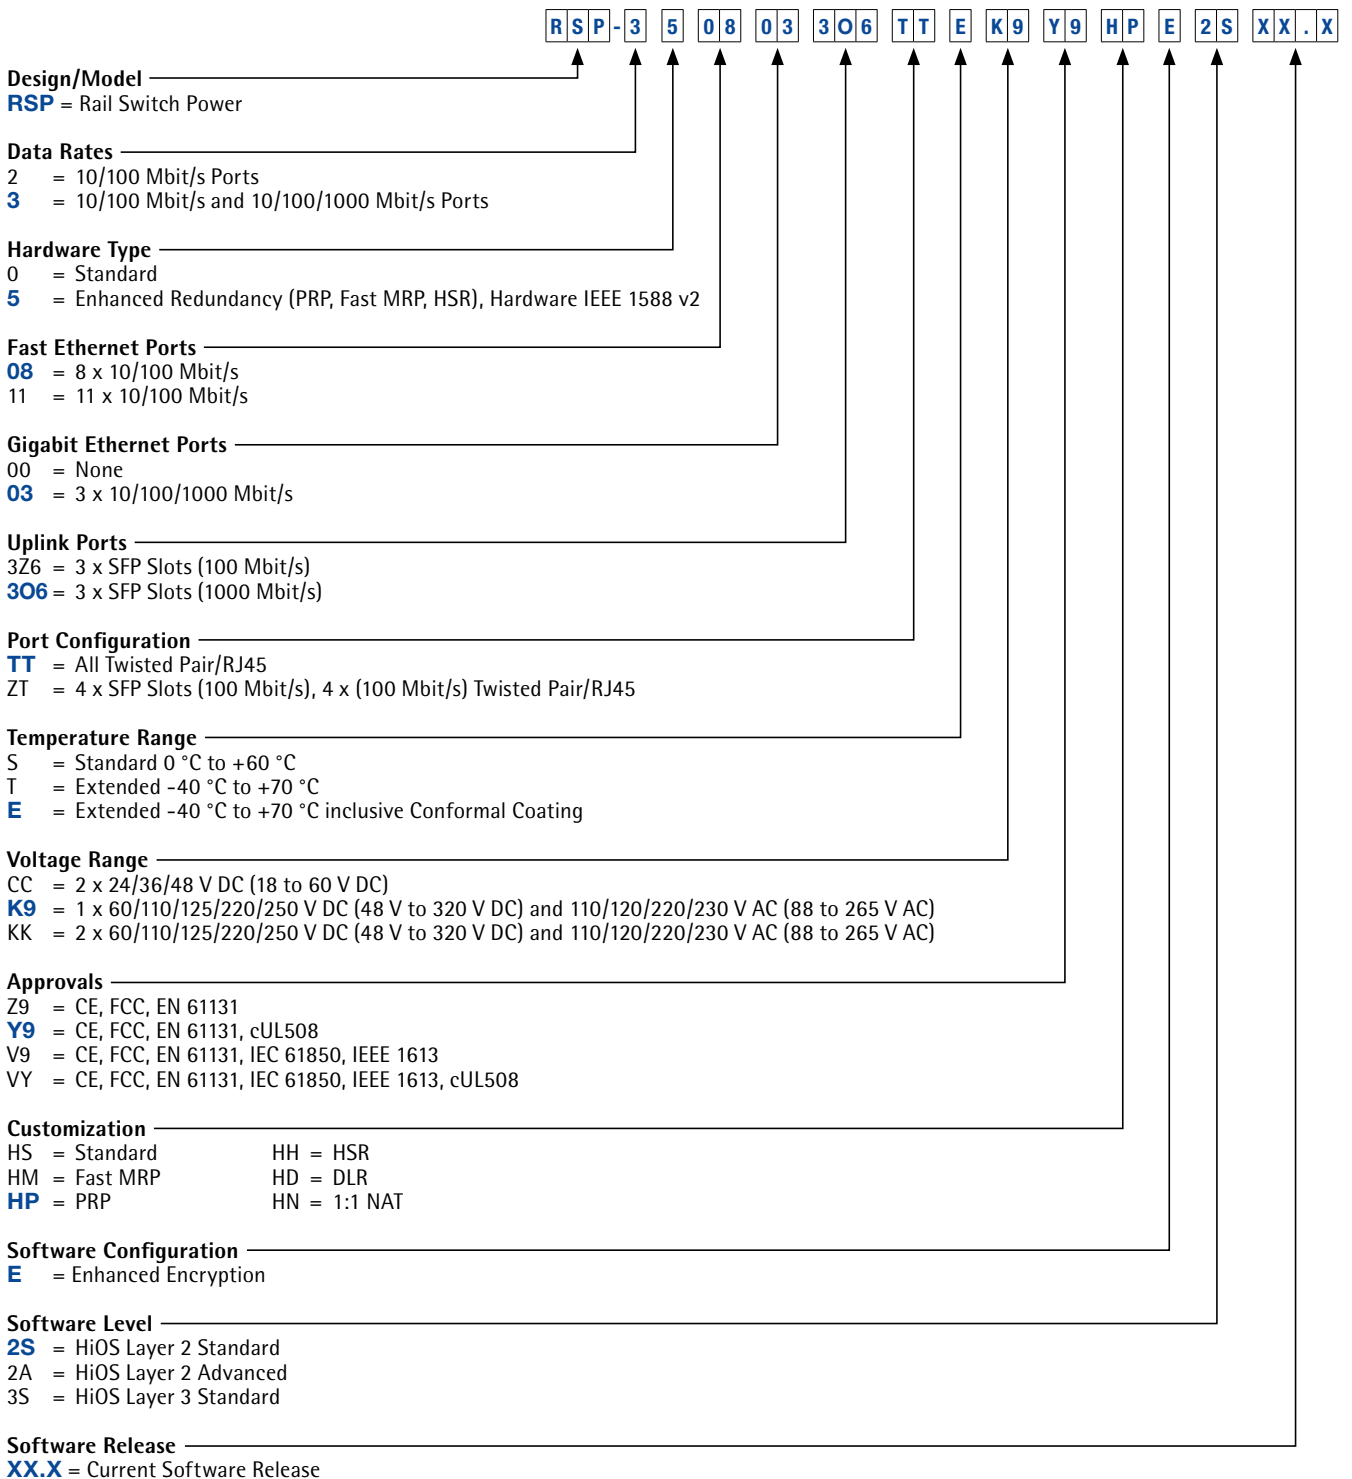 RSP-3508033O6TTEK9Y9HPE2SXX.X
Design/Model
RSP = Rail Switch Power
Data Rates
2 = 10/100 Mbit/s Ports
3 = 10/100 Mbit/s and 10/100/1000 Mbit/s Ports
Hardware Type
0 = Standard
5 = Enhanced Redundancy (PRP, Fast MRP, HSR), Hardware IEEE 1588 v2
Fast Ethernet Ports
08 = 8 x 10/100 Mbit/s
11 = 11 x 10/100 Mbit/s
Gigabit Ethernet Ports
00 = None
03 = 3 x 10/100/1000 Mbit/s
Uplink Ports
3Z6 = 3 x SFP Slots (100 Mbit/s)
3O6 = 3 x SFP Slots (1000 Mbit/s)
Port Configuration
TT = All Twisted Pair/RJ45
ZT = 4 x SFP Slots (100 Mbit/s), 4 x (100 Mbit/s) Twisted Pair/RJ45
Temperature Range
S = Standard 0 °C to +60 °C
T = Extended -40 °C to +70 °C
E = Extended -40 °C to +70 °C inclusive Conformal Coating
Voltage Range
CC = 2 x 24/36/48 V DC (18 to 60 V DC)
K9 = 1 x 60/110/125/220/250 V DC (48 V to 320 V DC) and 110/120/220/230 V AC (88 to 265 V AC)
KK = 2 x 60/110/125/220/250 V DC (48 V to 320 V DC) and 110/120/220/230 V AC (88 to 265 V AC)
Approvals
Z9 = CE, FCC, EN 61131
Y9 = CE, FCC, EN 61131, cUL508
V9 = CE, FCC, EN 61131, IEC 61850, IEEE 1613
VY = CE, FCC, EN 61131, IEC 61850, IEEE 1613, cUL508
Customization
HS = Standard HH = HSR
HM = Fast MRP HD = DLR
HP = PRP HN = 1:1 NAT
Software Configuration
E = Enhanced Encryption
Software Level
2S = HiOS Layer 2 Standard
2A = HiOS Layer 2 Advanced
3S = HiOS Layer 3 Standard
Software Release
XX.X = Current Software Release